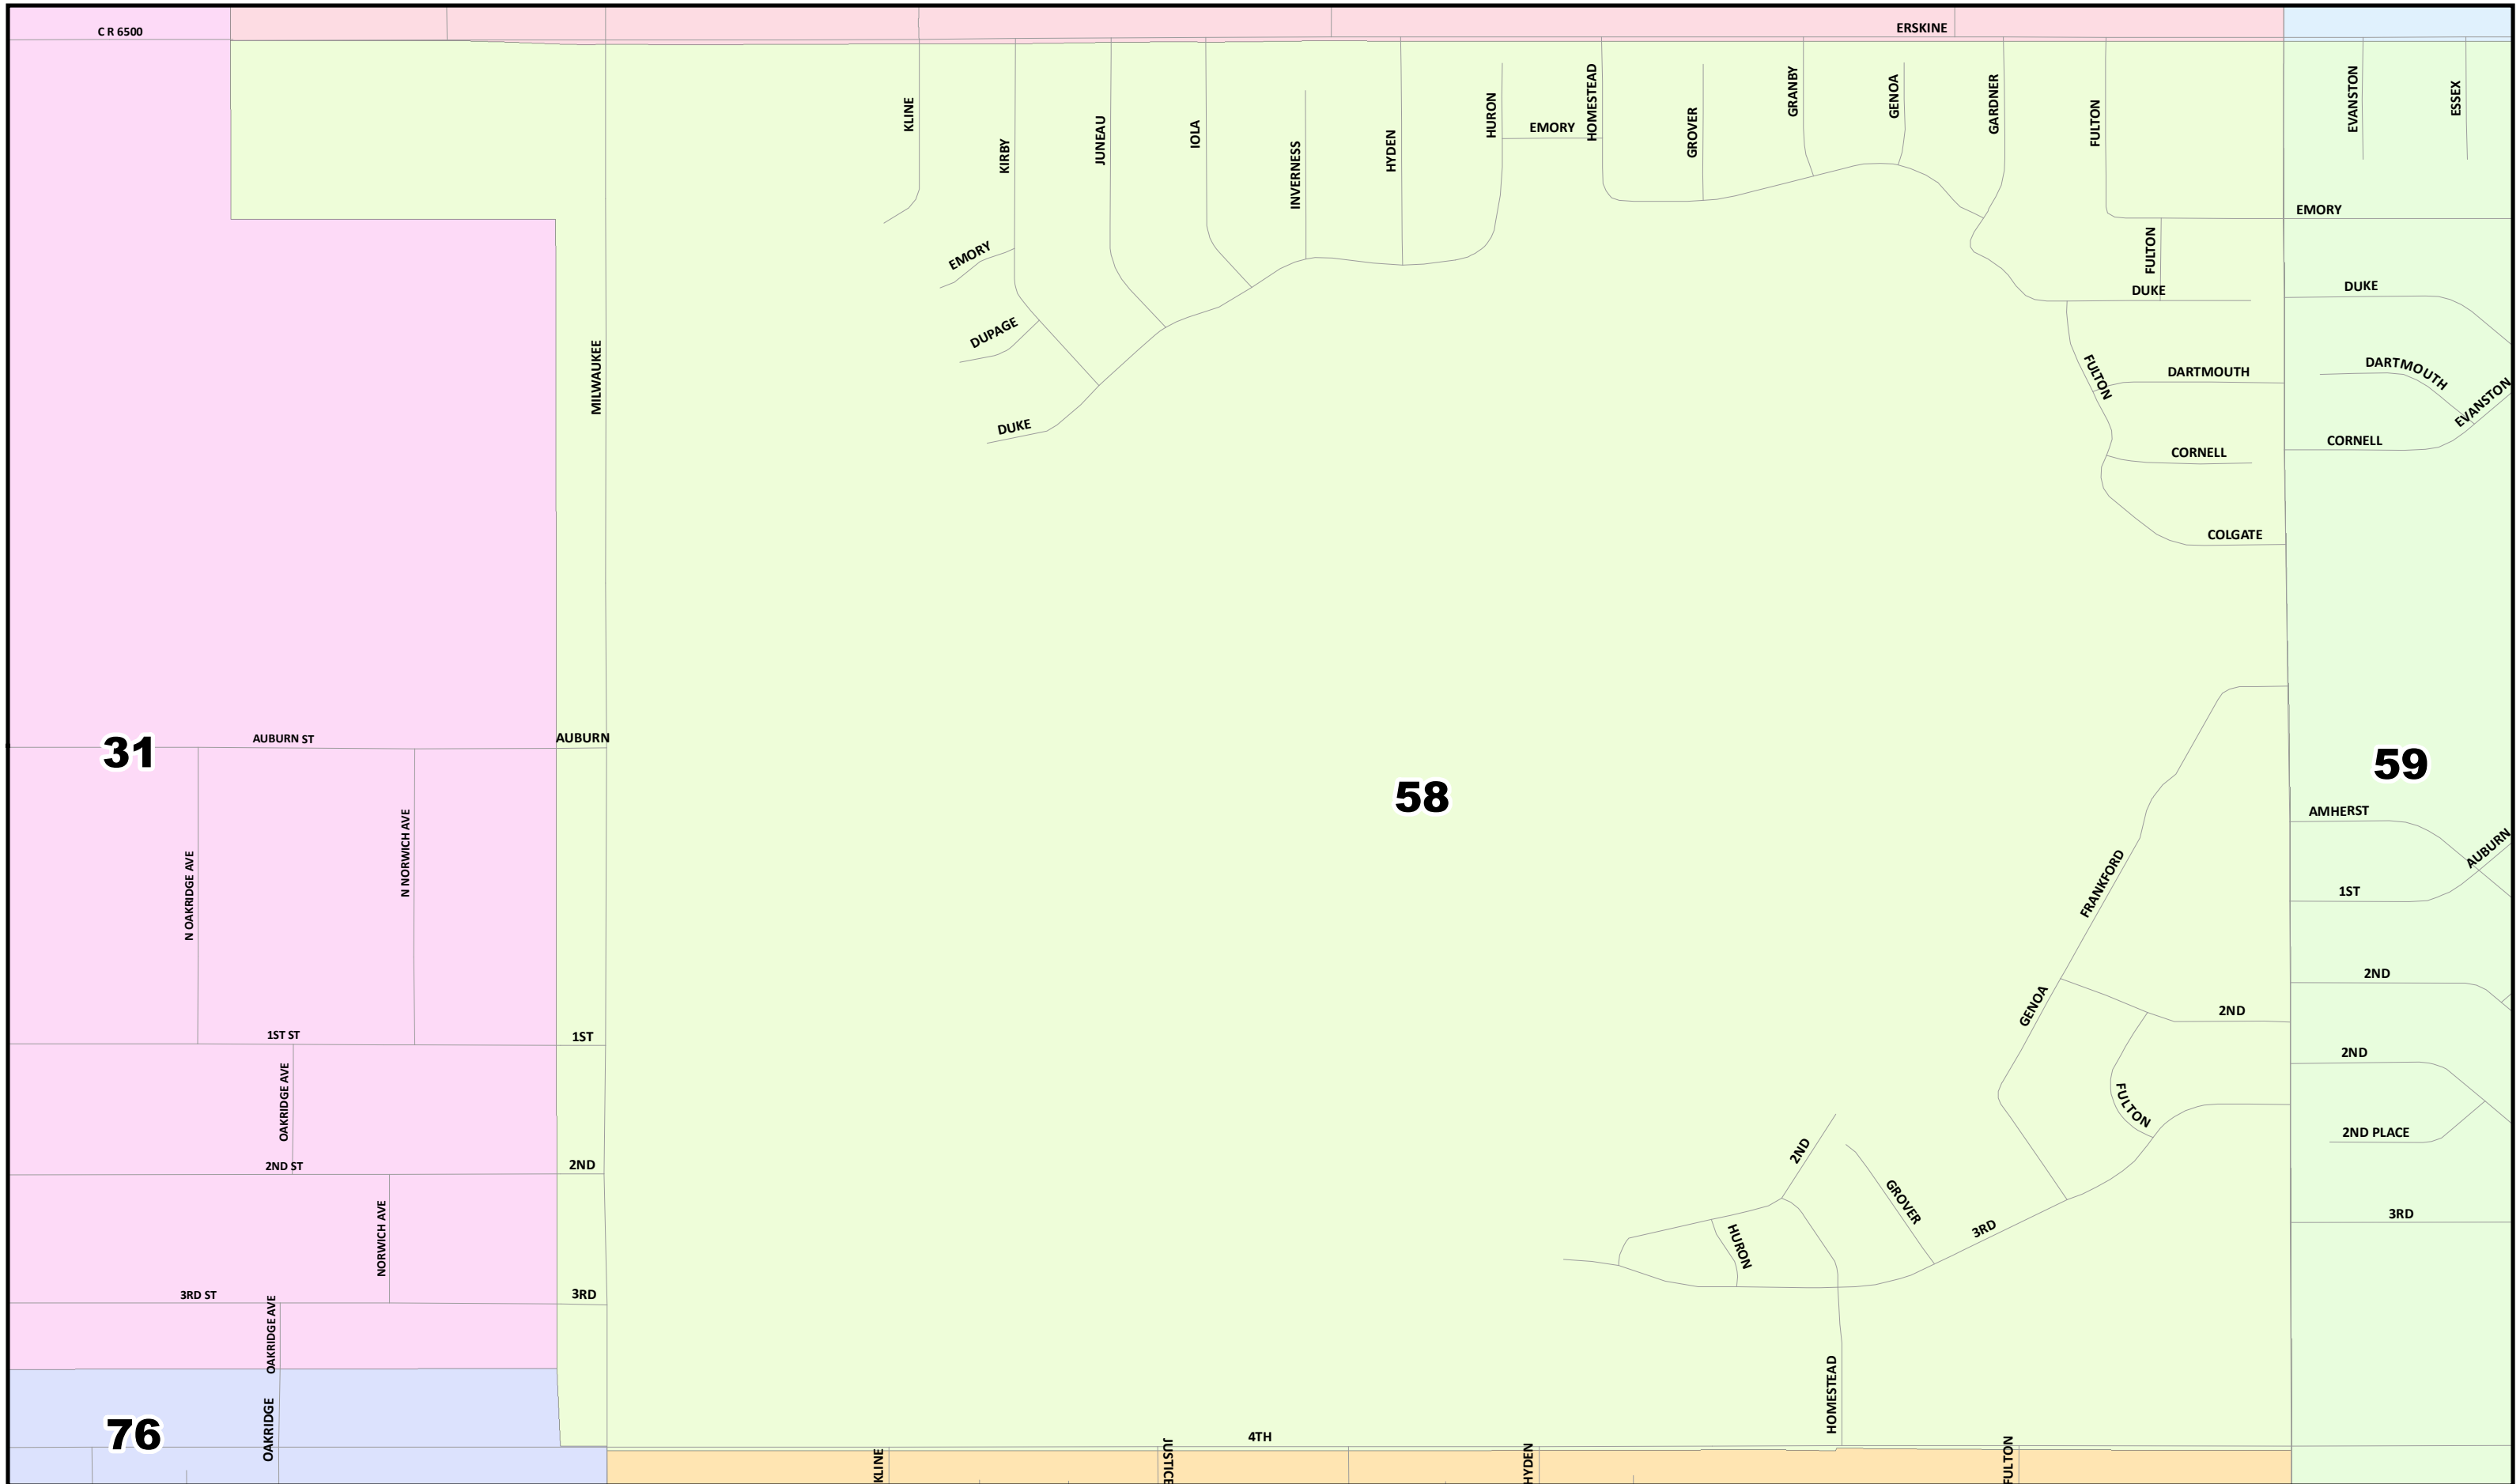 C R 6500
ERSKINE
KLINE
KIRBY
JUNEAU
IOLA
INVERNESS
HYDEN
HURON
EMORY
HOMESTEAD
GROVER
GRANBY
GENOA
GARDNER
FULTON
EVANSTON
ESSEX
EMORY
FULTON
EMORY
DUKE
DUKE
DUPAGE
MILWAUKEE
DUKE
FULTON
DARTMOUTH
DARTMOUTH
EVANSTON
CORNELL
CORNELL
COLGATE
31
AUBURN ST
AUBURN
58
59
AMHERST
AUBURN
N OAKRIDGE AVE
N NORWICH AVE
FRANKFORD
1ST
2ND
GENOA
2ND
1ST ST
1ST
2ND
OAKRIDGE AVE
FULTON
2ND PLACE
2ND ST
2ND
2ND
GROVER
NORWICH AVE
HURON
3RD
3RD
3RD ST
OAKRIDGE AVE
3RD
HOMESTEAD
76
OAKRIDGE
4TH
KLINE
JUSTICE
HYDEN
FULTON